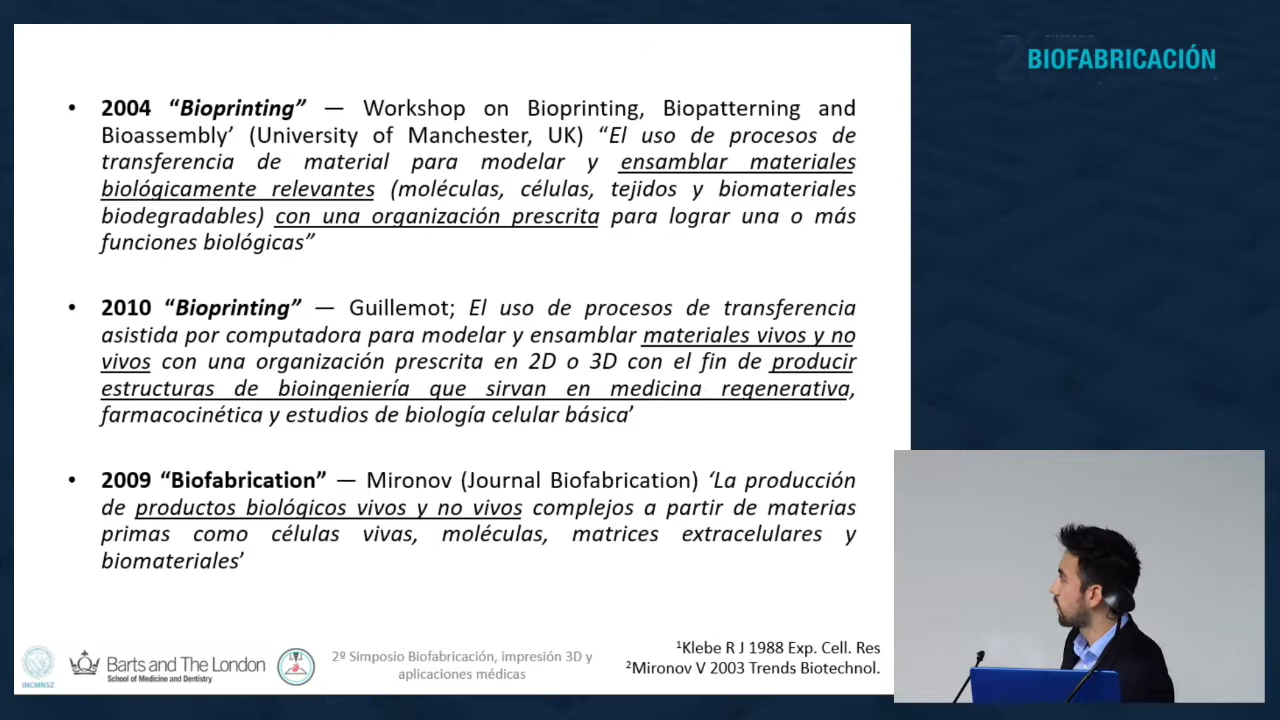 2º BIOFABRICACIÓN
• 2004 “Bioprinting” — Workshop on Bioprinting, Biopatterning and
Bioassembly’ (University of Manchester, UK) “El uso de procesos de
transferencia de material para modelar y ensamblar materiales
biológicamente relevantes (moléculas, células, tejidos y biomateriales
biodegradables) con una organización prescrita para lograr una o más
funciones biológicas”
• 2010 “Bioprinting” — Guillemot; El uso de procesos de transferencia
asistida por computadora para modelar y ensamblar materiales vivos y no
vivos con una organización prescrita en 2D o 3D con el fin de producir
estructuras de bioingeniería que sirvan en medicina regenerativa,
farmacocinética y estudios de biología celular básica’
• 2009 “Biofabrication” — Mironov (Journal Biofabrication) ‘La producción
de productos biológicos vivos y no vivos complejos a partir de materias
primas como células vivas, moléculas, matrices extracelulares y
biomateriales’
INCMNSZ
Barts and The London
School of Medicine and Dentistry
2º Simposio Biofabricación, impresión 3D y
aplicaciones médicas
¹Klebe R J 1988 Exp. Cell. Res
²Mironov V 2003 Trends Biotechnol.